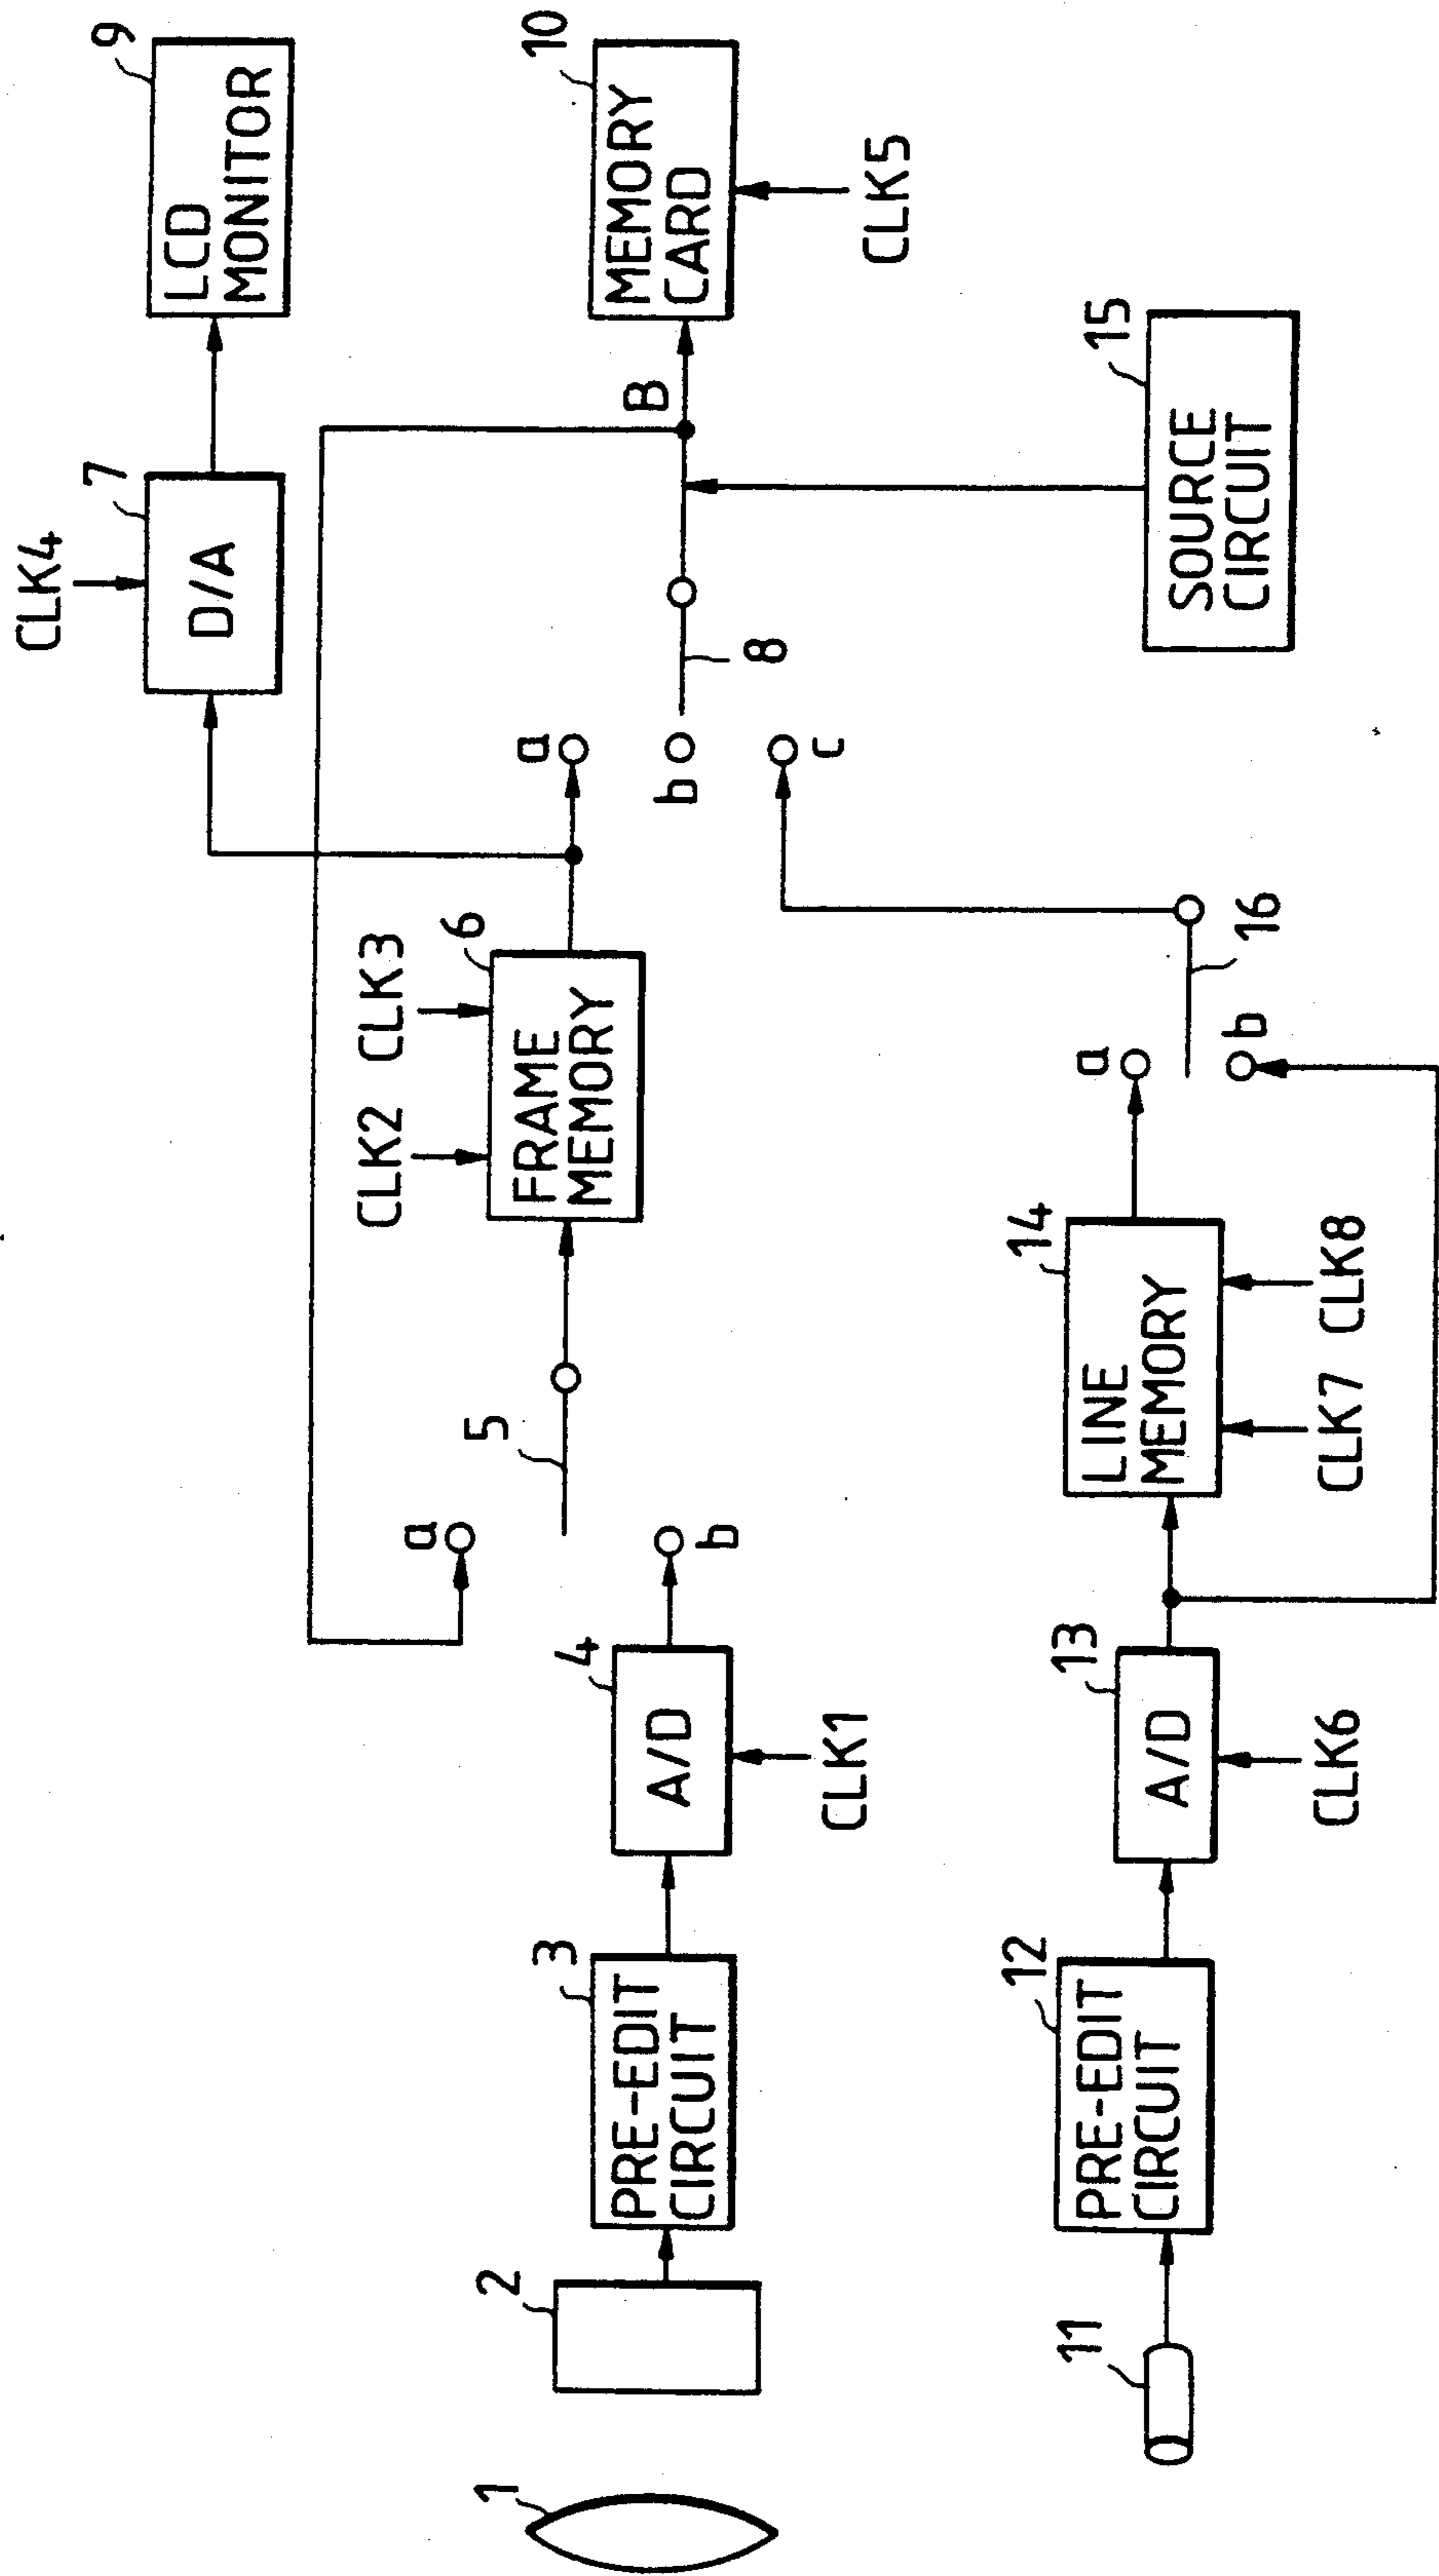 CLK4
7
9
D/A
LCD
MONITOR
CLK2
CLK3
6
a
5
FRAME
MEMORY
a
b
8
B
10
MEMORY
CARD
CLK5
1
2
3
PRE-EDIT
CIRCUIT
4
A/D
b
c
CLK1
15
SOURCE
CIRCUIT
11
12
PRE-EDIT
CIRCUIT
13
A/D
14
LINE
MEMORY
a
b
16
CLK6
CLK7
CLK8